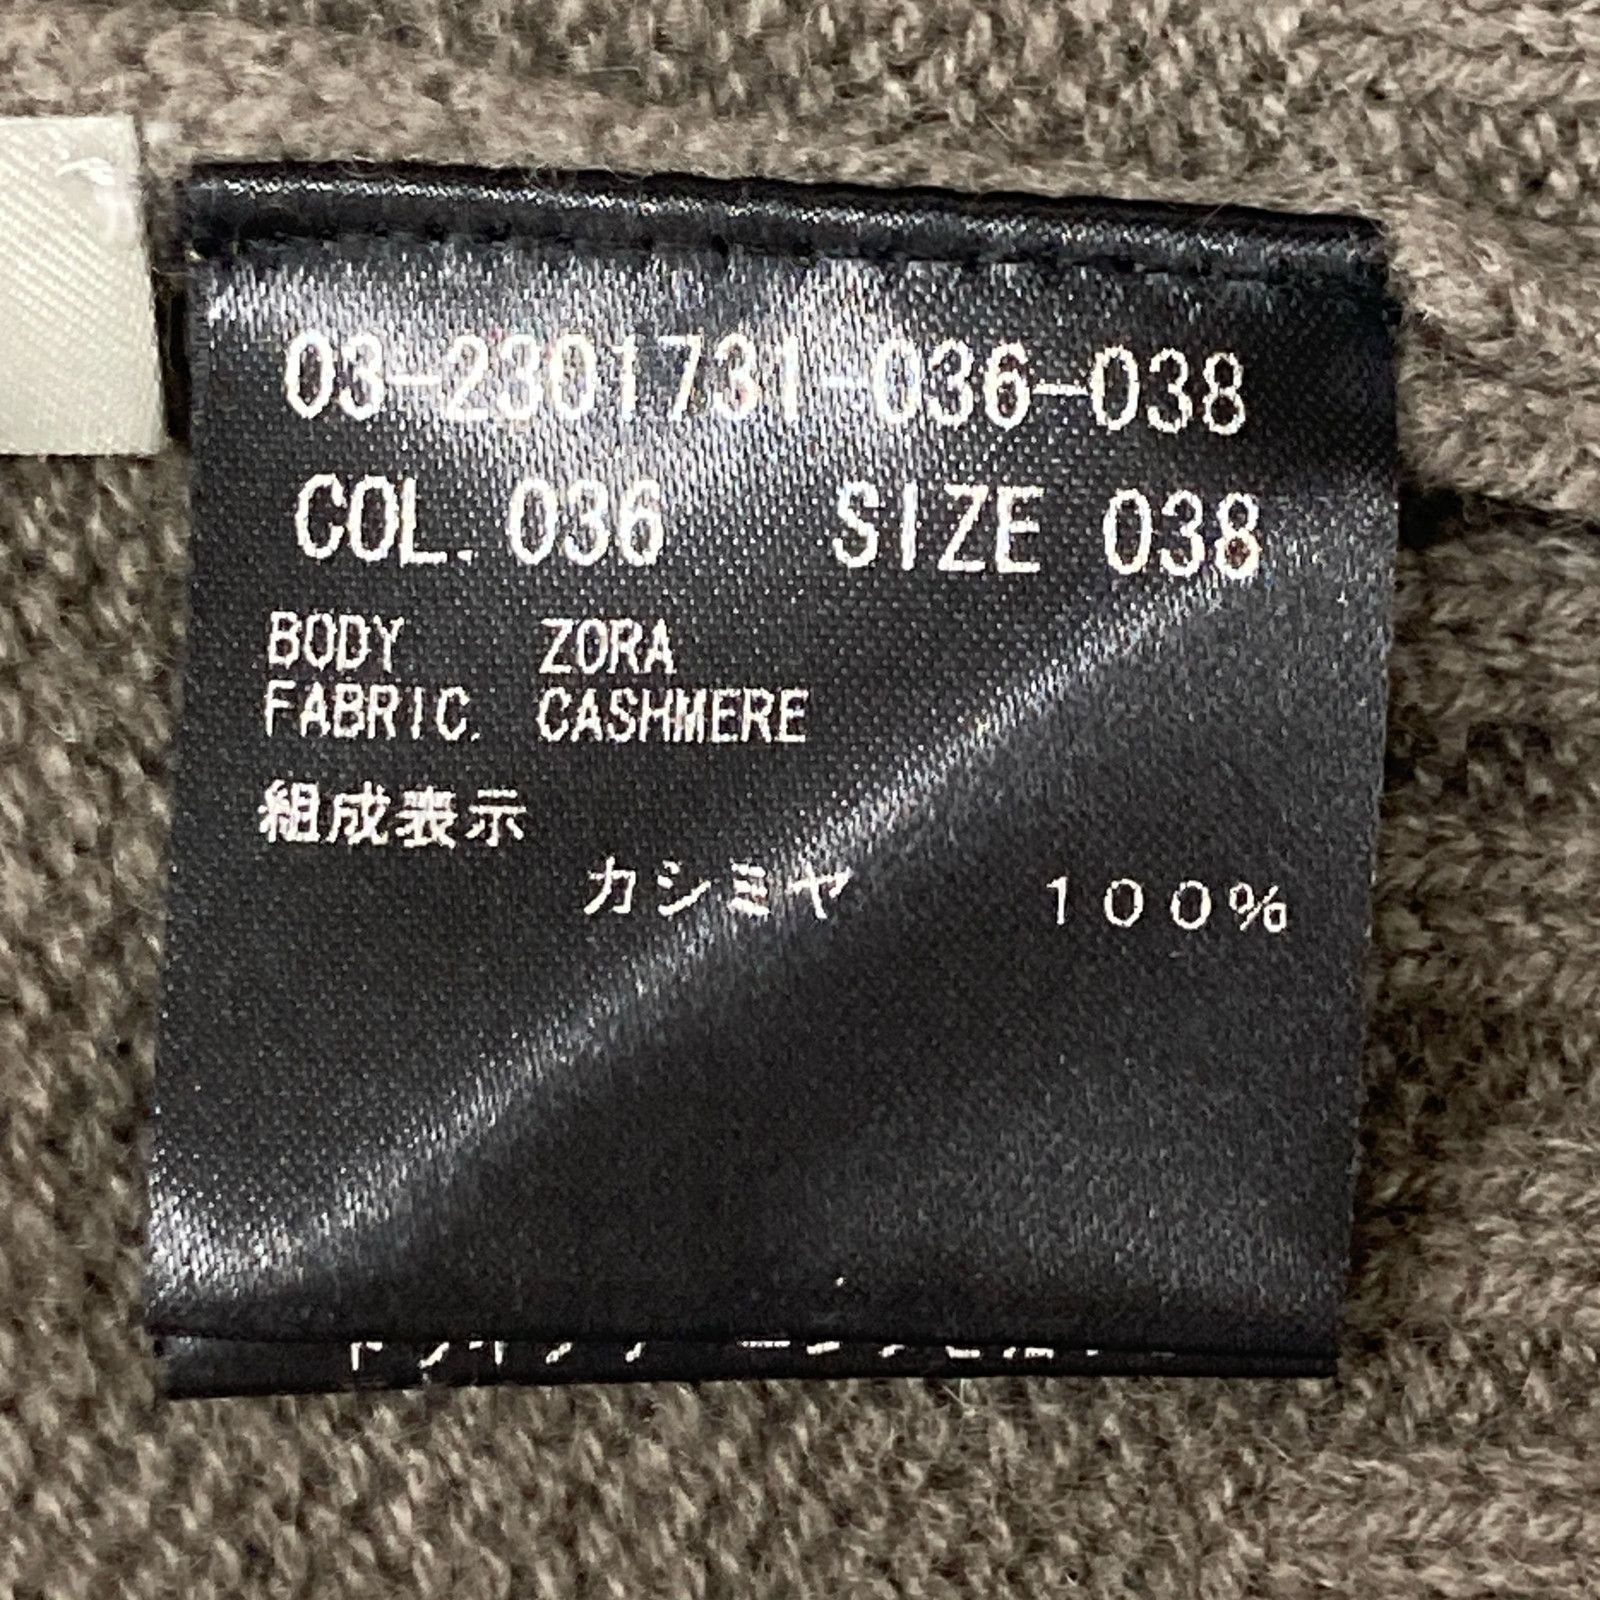 03-2301731-036-038
COL. 036 SIZE 038
BODY ZORA
FABRIC. CASHMERE
組成表示
カシミヤ 100%